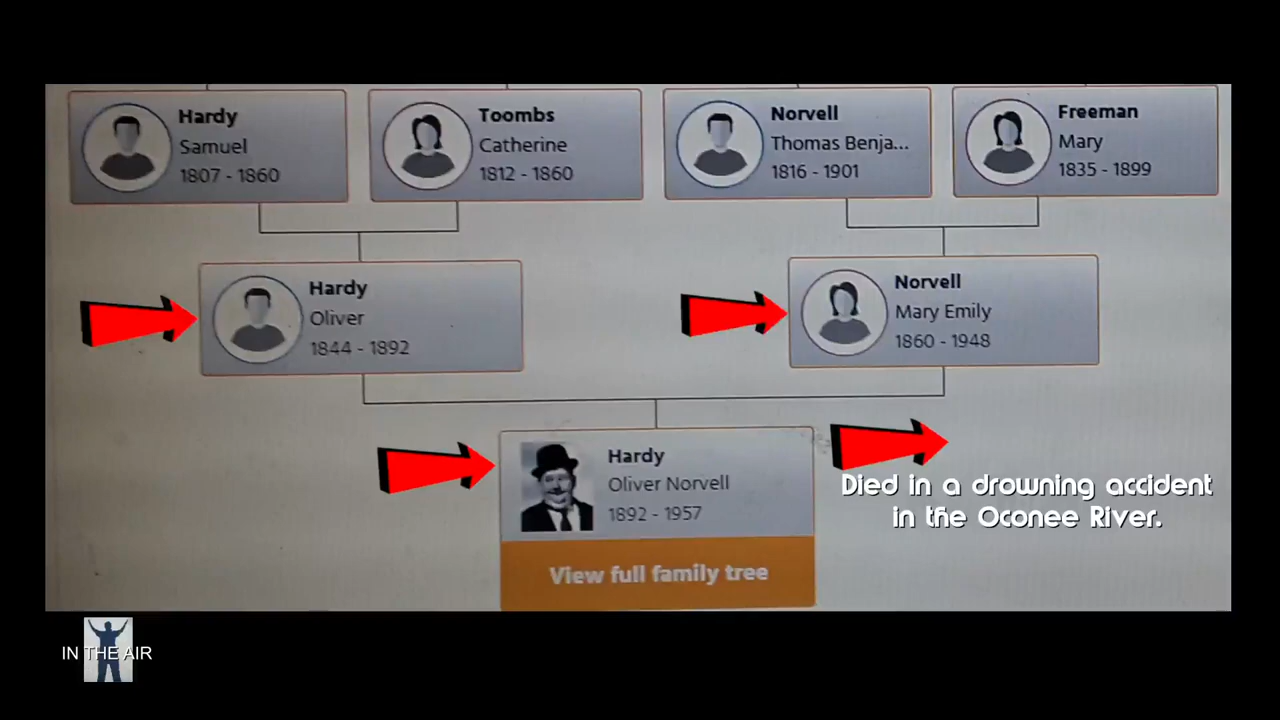 Hardy
Samuel
1807 - 1860
Toombs
Catherine
1812 - 1860
Norvell
Thomas Benja...
1816 - 1901
Freeman
Mary
1835 - 1899
Hardy
Oliver
1844 - 1892
Norvell
Mary Emily
1860 - 1948
Hardy
Oliver Norvell
1892 - 1957
View full family tree
Died in a drowning accident
in the Oconee River.
IN THE AIR